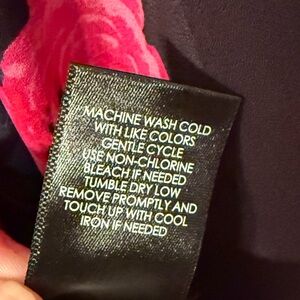 MACHINE WASH COLD
WITH LIKE COLORS
GENTLE CYCLE
USE NON-CHLORINE
BLEACH IF NEEDED
TUMBLE DRY LOW
REMOVE PROMPTLY AND
TOUCH UP WITH COOL
IRON IF NEEDED